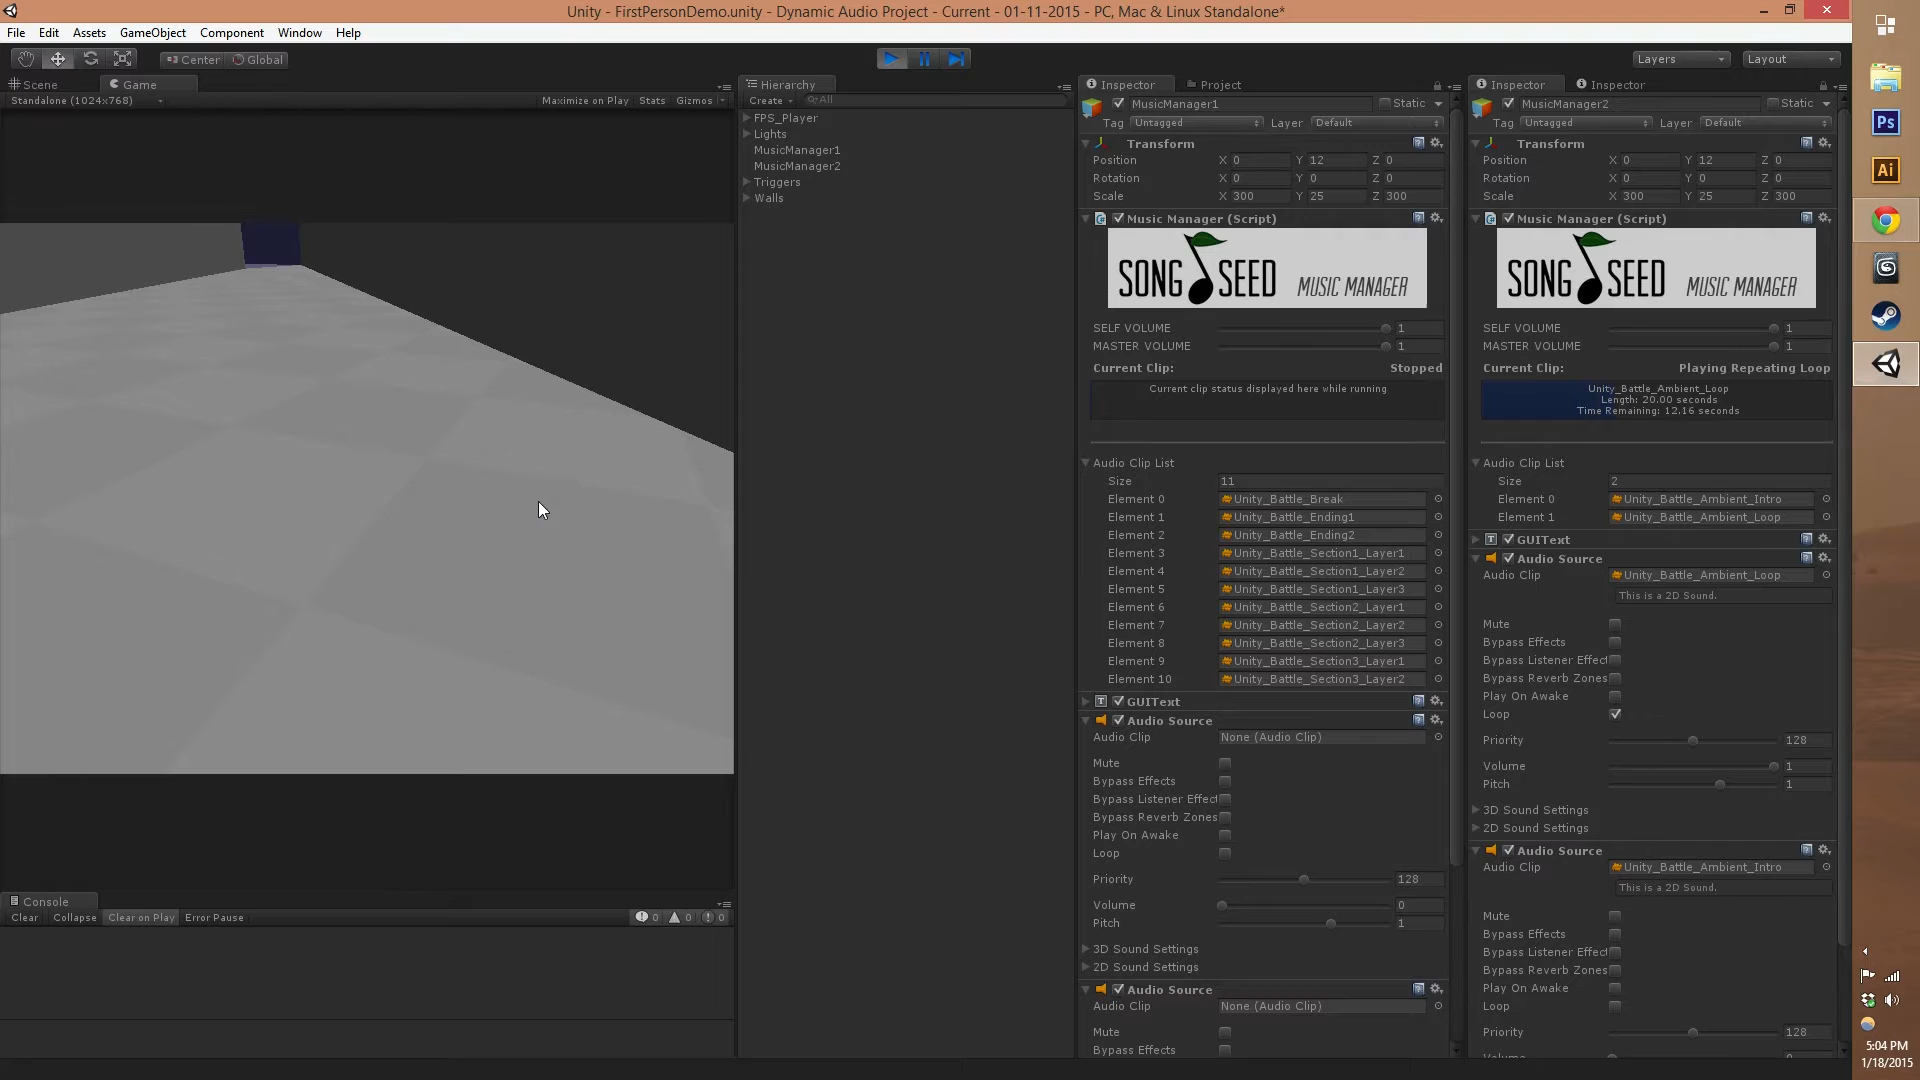 Unity - FirstPersonDemo.unity - Dynamic Audio Project - Current - 01-11-2015 - PC, Mac & Linux Standalone*
File Edit Assets GameObject Component Window Help
Center Global
Layers Layout
Scene Game
Standalone (1024x768) Maximize on Play Stats Gizmos
Hierarchy
Create All
FPS_Player
Lights
MusicManager1
MusicManager2
Triggers
Walls
Inspector Project
MusicManager1 Static
Tag Untagged Layer Default
Transform
Position X 0 Y 12 Z 0
Rotation X 0 Y 0 Z 0
Scale X 300 Y 25 Z 300
Music Manager (Script)
SONG SEED MUSIC MANAGER
SELF VOLUME 1
MASTER VOLUME 1
Current Clip: Stopped
Current clip status displayed here while running
Audio Clip List
Size 11
Element 0 Unity_Battle_Break
Element 1 Unity_Battle_Ending1
Element 2 Unity_Battle_Ending2
Element 3 Unity_Battle_Section1_Layer1
Element 4 Unity_Battle_Section1_Layer2
Element 5 Unity_Battle_Section1_Layer3
Element 6 Unity_Battle_Section2_Layer1
Element 7 Unity_Battle_Section2_Layer2
Element 8 Unity_Battle_Section2_Layer3
Element 9 Unity_Battle_Section3_Layer1
Element 10 Unity_Battle_Section3_Layer2
GUIText
Audio Source
Audio Clip None (Audio Clip)
Mute
Bypass Effects
Bypass Listener Effect
Bypass Reverb Zones
Play On Awake
Loop
Priority 128
Volume 0
Pitch 1
3D Sound Settings
2D Sound Settings
Audio Source
Audio Clip None (Audio Clip)
Mute
Bypass Effects
Inspector Inspector
MusicManager2 Static
Tag Untagged Layer Default
Transform
Position X 0 Y 12 Z 0
Rotation X 0 Y 0 Z 0
Scale X 300 Y 25 Z 300
Music Manager (Script)
SONG SEED MUSIC MANAGER
SELF VOLUME 1
MASTER VOLUME 1
Current Clip: Playing Repeating Loop
Unity_Battle_Ambient_Loop
Length: 20.00 seconds
Time Remaining: 12.16 seconds
Audio Clip List
Size 2
Element 0 Unity_Battle_Ambient_Intro
Element 1 Unity_Battle_Ambient_Loop
GUIText
Audio Source
Audio Clip Unity_Battle_Ambient_Loop
This is a 2D Sound.
Mute
Bypass Effects
Bypass Listener Effect
Bypass Reverb Zones
Play On Awake
Loop
Priority 128
Volume 1
Pitch 1
3D Sound Settings
2D Sound Settings
Audio Source
Audio Clip Unity_Battle_Ambient_Intro
This is a 2D Sound.
Mute
Bypass Effects
Bypass Listener Effect
Bypass Reverb Zones
Play On Awake
Loop
Priority 128
Console
Clear Collapse Clear on Play Error Pause 0 0 0
Ps
Ai
5:04 PM
1/18/2015